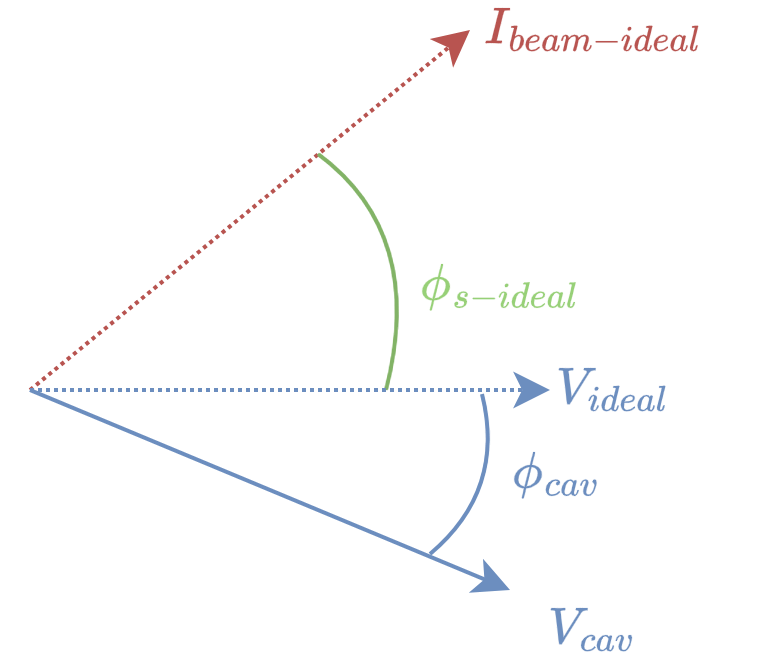 I_{beam-ideal}
ϕ_{s-ideal}
V_{ideal}
ϕ_{cav}
V_{cav}